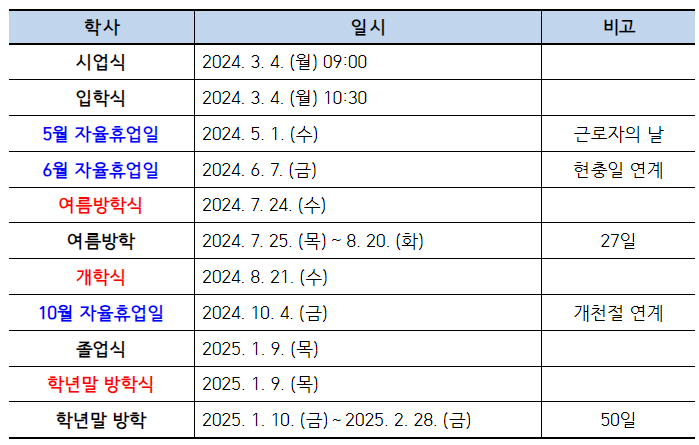 학사 일시 비고
시업식 2024. 3. 4. (월) 09:00
입학식 2024. 3. 4. (월) 10:30
5월 자율휴업일 2024. 5. 1. (수) 근로자의 날
6월 자율휴업일 2024. 6. 7. (금) 현충일 연계
여름방학식 2024. 7. 24. (수)
여름방학 2024. 7. 25. (목) ~ 8. 20. (화) 27일
개학식 2024. 8. 21. (수)
10월 자율휴업일 2024. 10. 4. (금) 개천절 연계
졸업식 2025. 1. 9. (목)
학년말 방학식 2025. 1. 9. (목)
학년말 방학 2025. 1. 10. (금) ~ 2025. 2. 28. (금) 50일